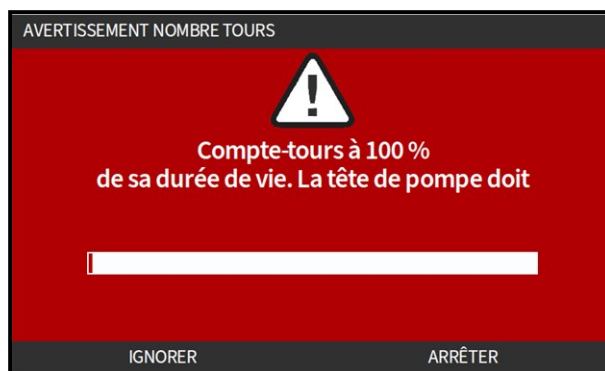 AVERTISSEMENT NOMBRE TOURS
Compte-tours à 100 %
de sa durée de vie. La tête de pompe doit
IGNORER
ARRÊTER